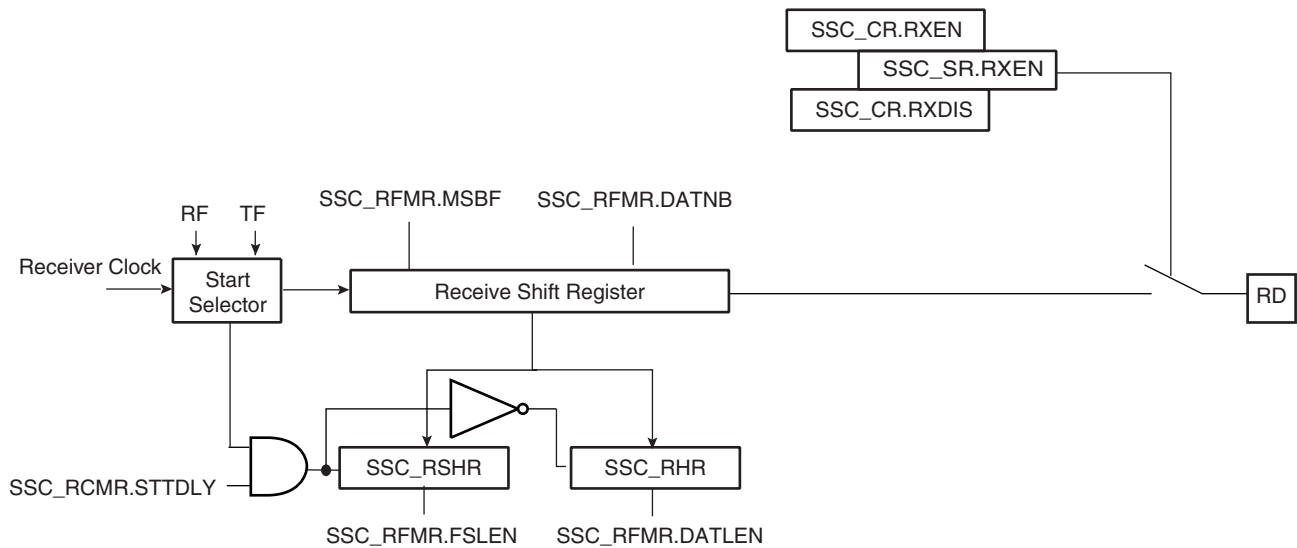 SSC_CR.RXEN
SSC_SR.RXEN
SSC_CR.RXDIS
SSC_RFMR.MSBF
SSC_RFMR.DATNB
RF
TF
Receiver Clock
Start
Selector
Receive Shift Register
RD
SSC_RSHR
SSC_RHR
SSC_RCMR.STTDLY
SSC_RFMR.FSLEN
SSC_RFMR.DATLEN